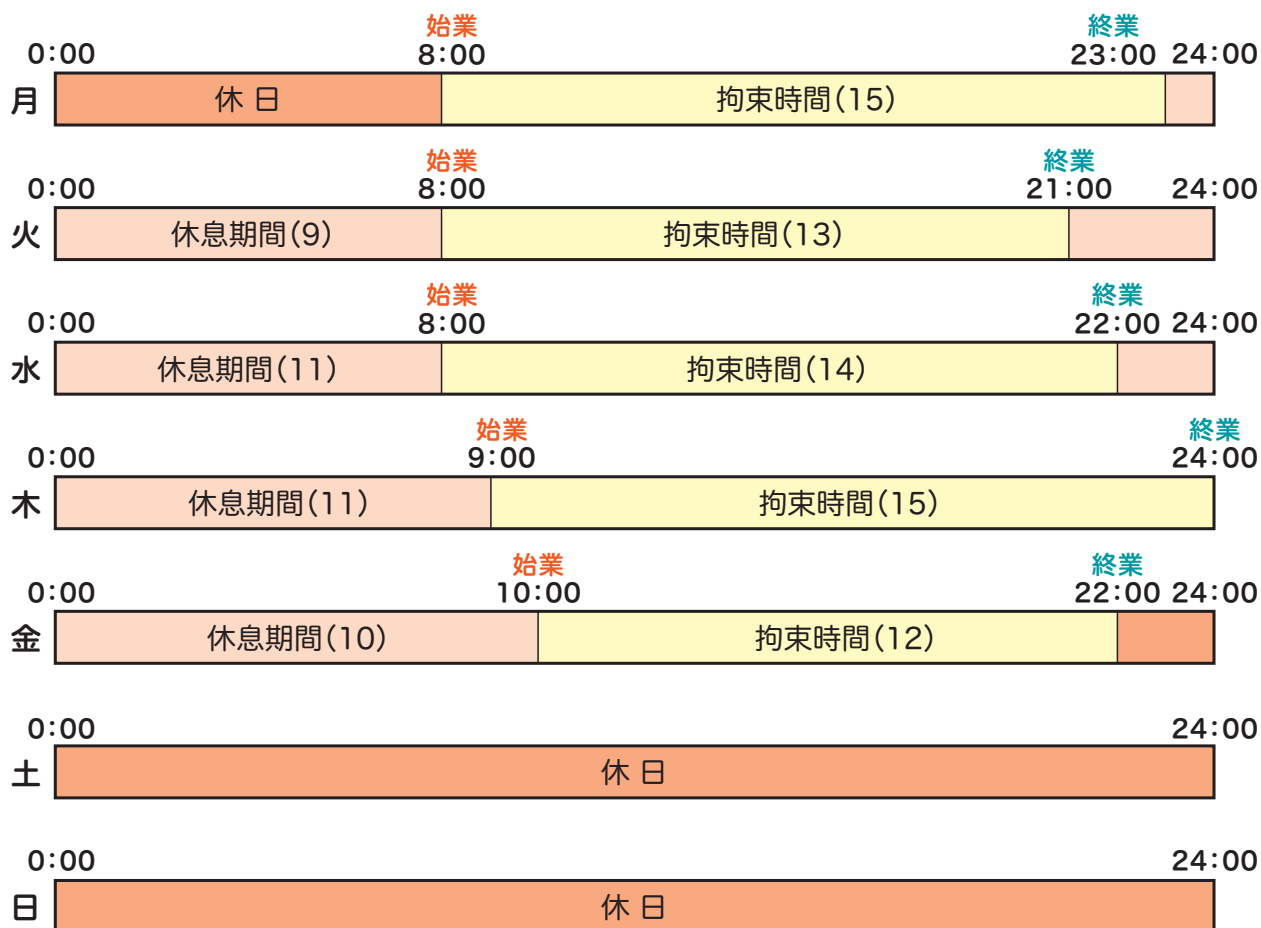 始業 終業
0:00 8:00 23:00 24:00
月 休 日 拘束時間(15)
始業 終業
0:00 8:00 21:00 24:00
火 休息期間(9) 拘束時間(13)
始業 終業
0:00 8:00 22:00 24:00
水 休息期間(11) 拘束時間(14)
始業 終業
0:00 9:00 24:00
木 休息期間(11) 拘束時間(15)
始業 終業
0:00 10:00 22:00 24:00
金 休息期間(10) 拘束時間(12)
0:00 24:00
土 休 日
0:00 24:00
日 休 日